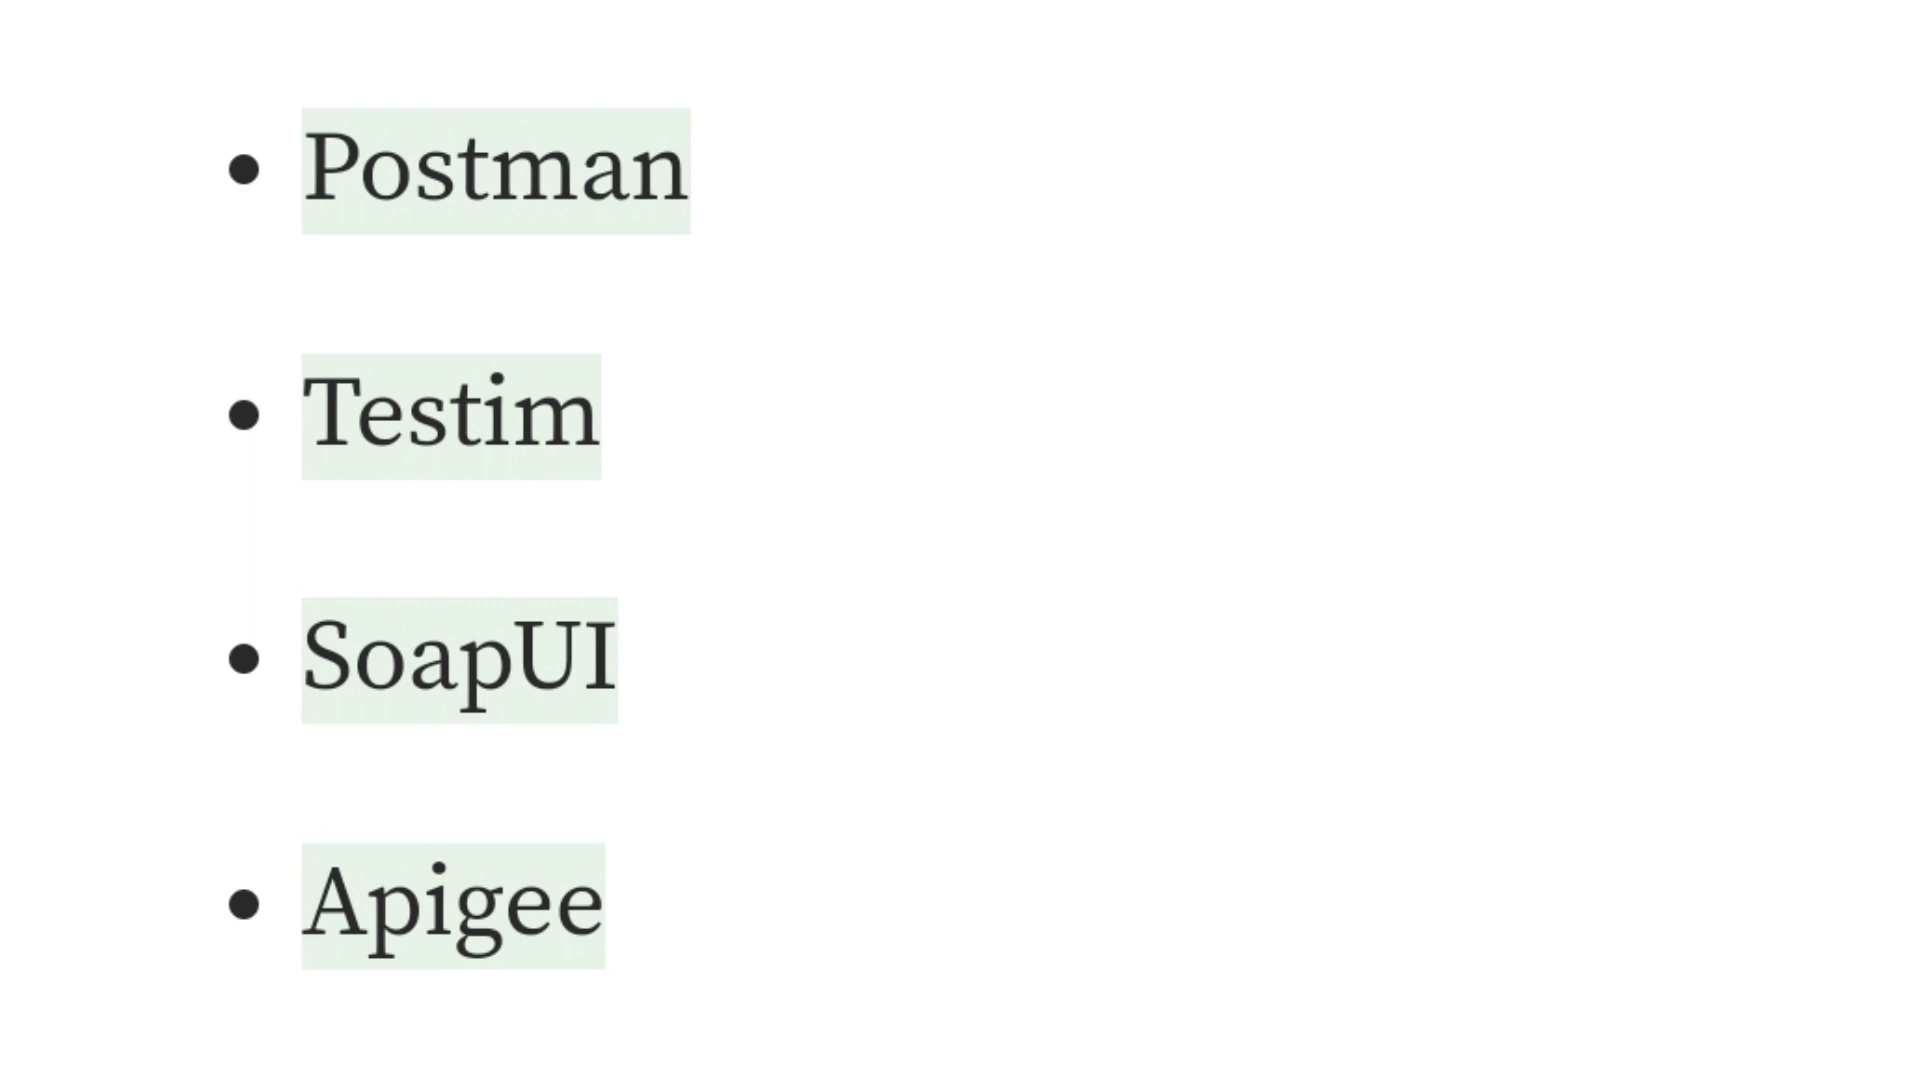 • Postman
• Testim
• SoapUI
• Apigee